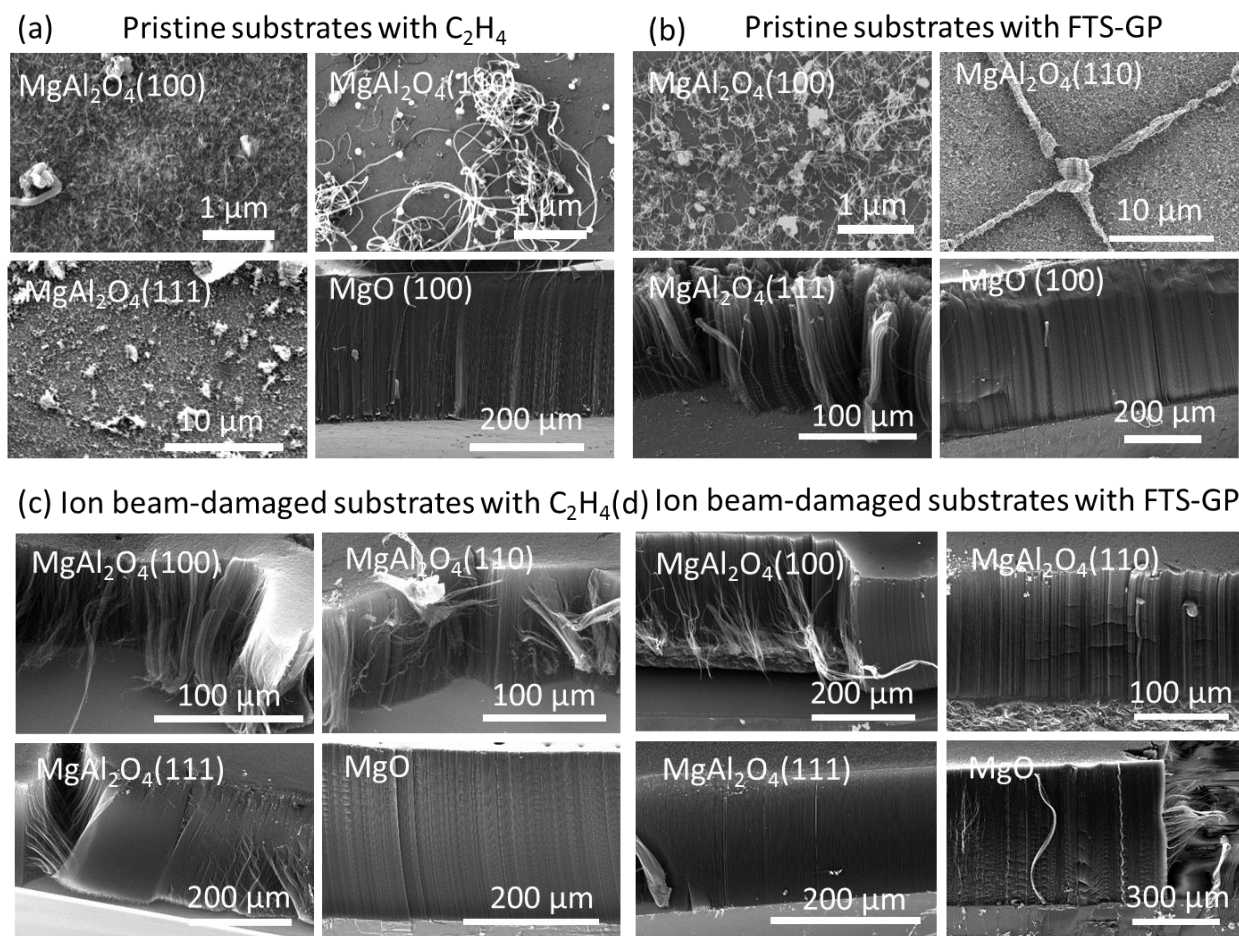 (a) Pristine substrates with C₂H₄
(b) Pristine substrates with FTS-GP
MgAl₂O₄(100)
MgAl₂O₄(110)
MgAl₂O₄(100)
MgAl₂O₄(110)
1 μm
1 μm
1 μm
10 μm
MgAl₂O₄(111)
MgO (100)
MgAl₂O₄(111)
MgO (100)
10 μm
200 μm
100 μm
200 μm
(c) Ion beam-damaged substrates with C₂H₄
(d) Ion beam-damaged substrates with FTS-GP
MgAl₂O₄(100)
MgAl₂O₄(110)
MgAl₂O₄(100)
MgAl₂O₄(110)
100 μm
100 μm
200 μm
100 μm
MgAl₂O₄(111)
MgO
MgAl₂O₄(111)
MgO
200 μm
200 μm
200 μm
300 μm